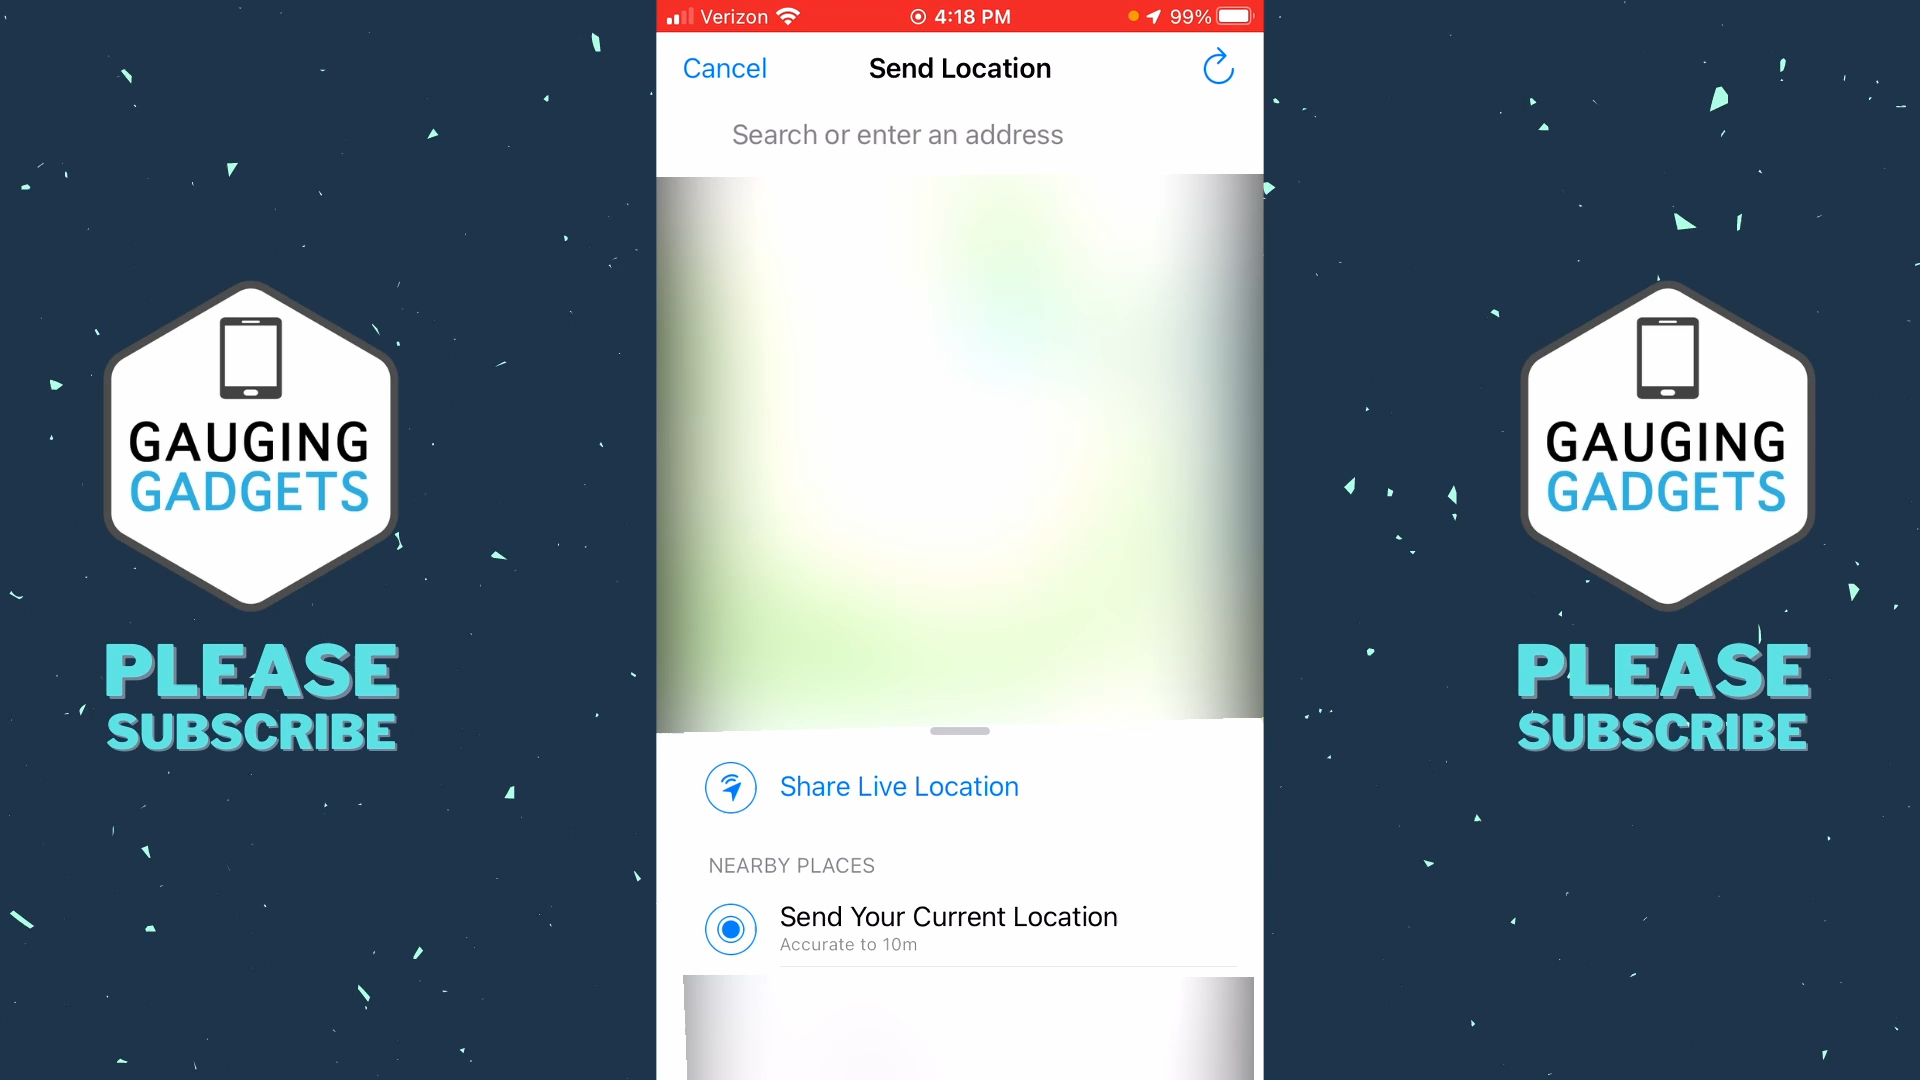 Verizon 4:18 PM 99%
Cancel Send Location
Search or enter an address
GAUGING
GADGETS
PLEASE
SUBSCRIBE
Share Live Location
NEARBY PLACES
Send Your Current Location
Accurate to 10m
GAUGING
GADGETS
PLEASE
SUBSCRIBE